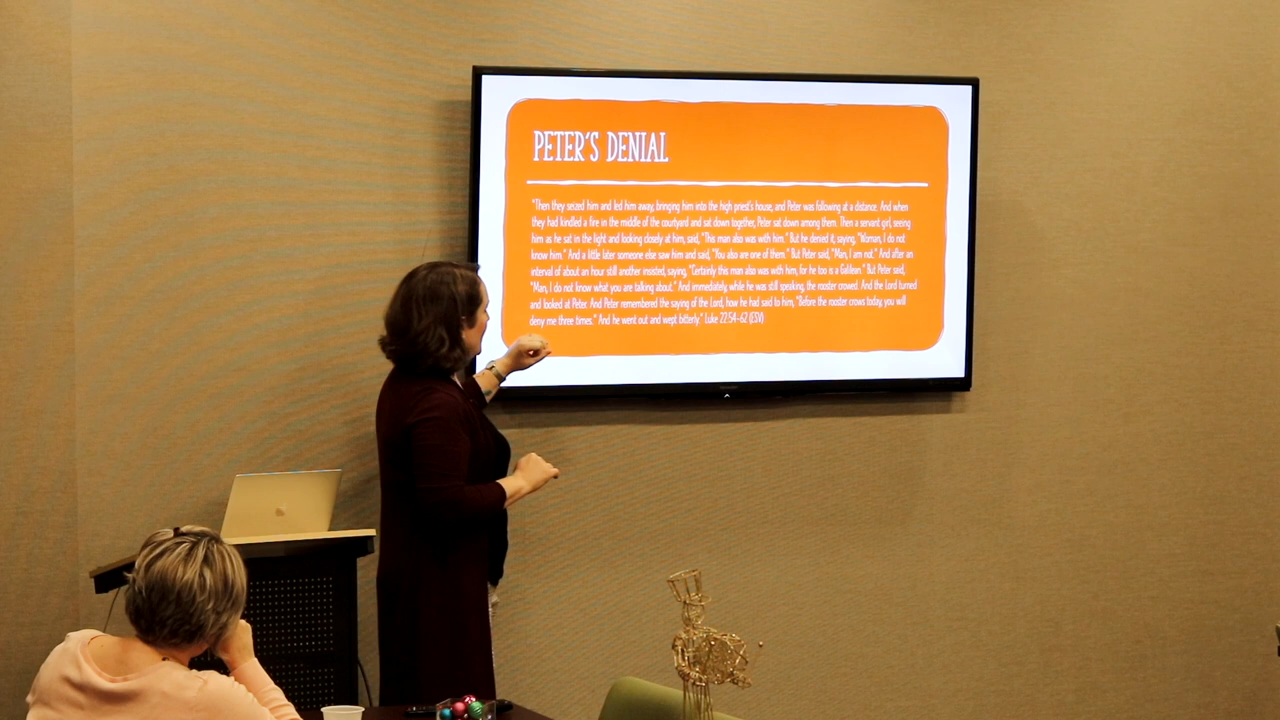 PETER'S DENIAL
"Then they seized him and led him away, bringing him into the high priest's house, and Peter was following at a distance. And when
they had kindled a fire in the middle of the courtyard and sat down together, Peter sat down among them. Then a servant girl, seeing
him as he sat in the light and looking closely at him, said, "This man also was with him." But he denied it, saying, "Woman, I do not
know him." And a little later someone else saw him and said, "You also are one of them." But Peter said, "Man, I am not." And after an
interval of about an hour still another insisted, saying, "Certainly this man also was with him, for he too is a Galilean." But Peter said,
"Man, I do not know what you are talking about." And immediately, while he was still speaking, the rooster crowed. And the Lord turned
and looked at Peter. And Peter remembered the saying of the Lord, how he had said to him, "Before the rooster crows today, you will
deny me three times." And he went out and wept bitterly." Luke 22:54-62 (ESV)